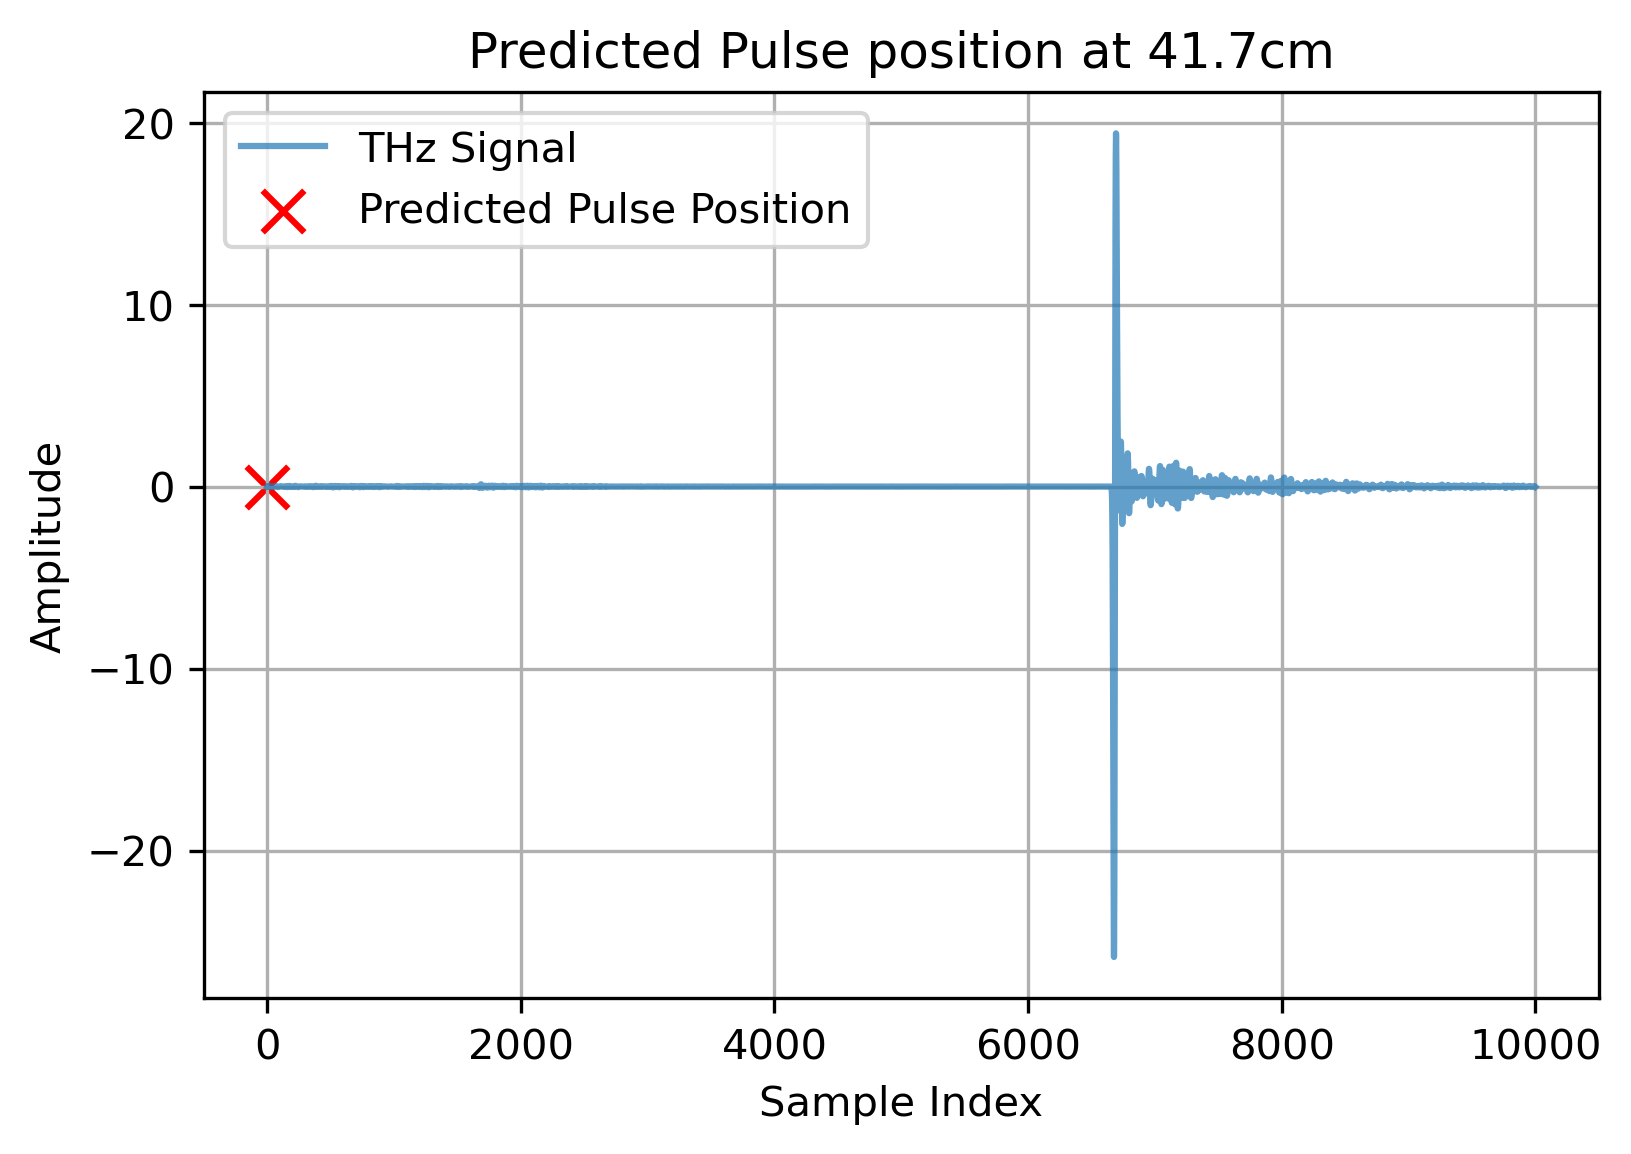 Predicted Pulse position at 41.7cm
THz Signal
Predicted Pulse Position
20
10
0
−10
−20
Amplitude
0 2000 4000 6000 8000 10000
Sample Index